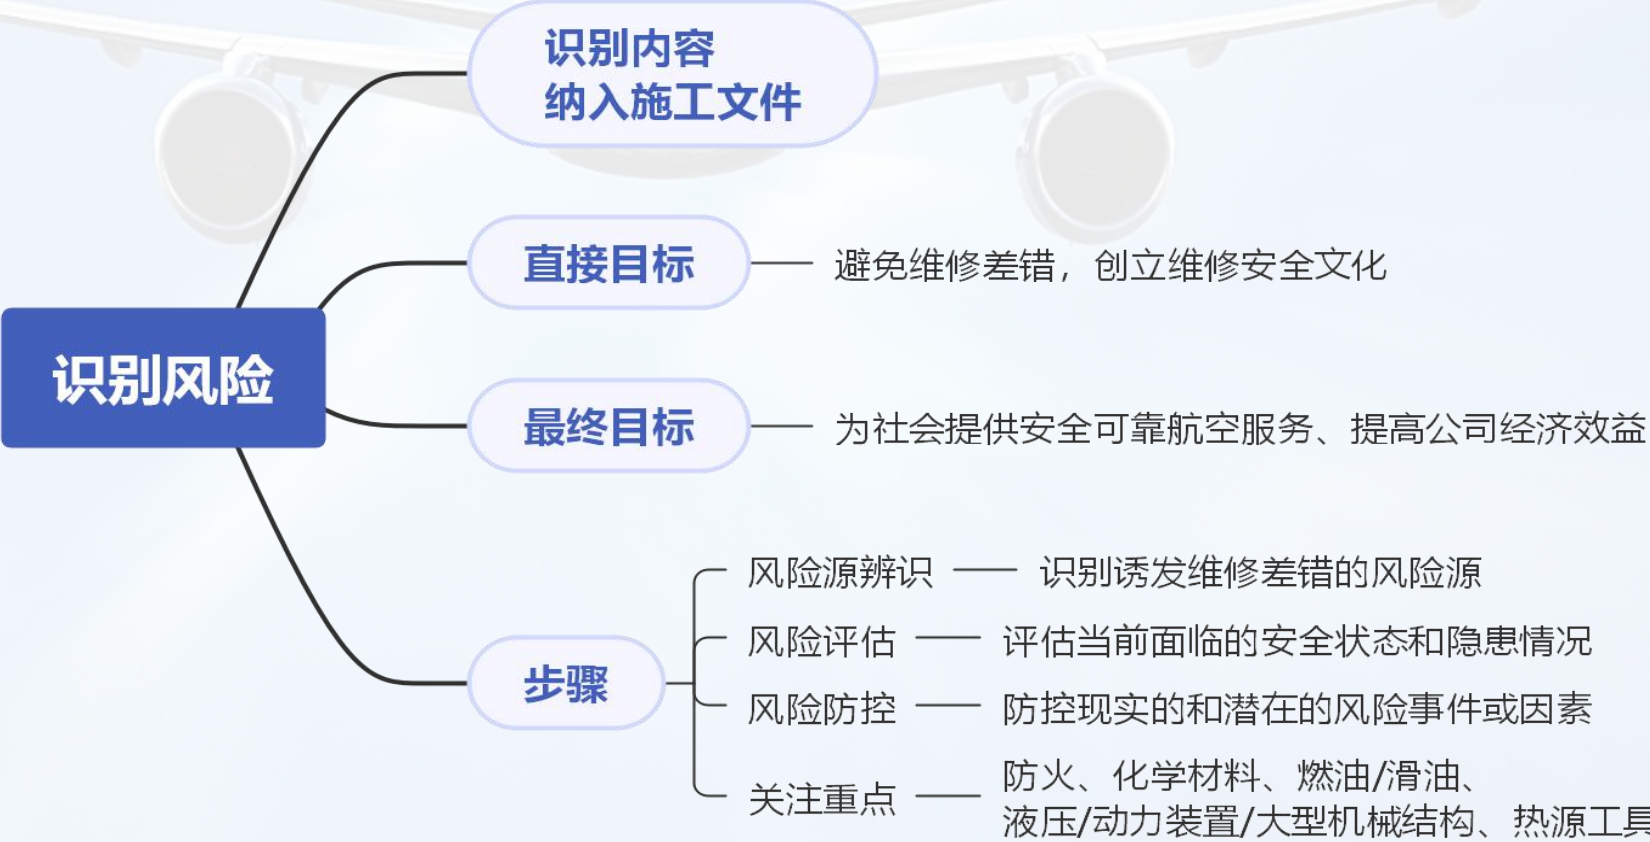 识别内容
纳入施工文件
直接目标
避免维修差错，创立维修安全文化
识别风险
最终目标
为社会提供安全可靠航空服务、提高公司经济效益
步骤
风险源辨识
识别诱发维修差错的风险源
风险评估
评估当前面临的安全状态和隐患情况
风险防控
防控现实的和潜在的风险事件或因素
关注重点
防火、化学材料、燃油/滑油、
液压/动力装置/大型机械结构、热源工具